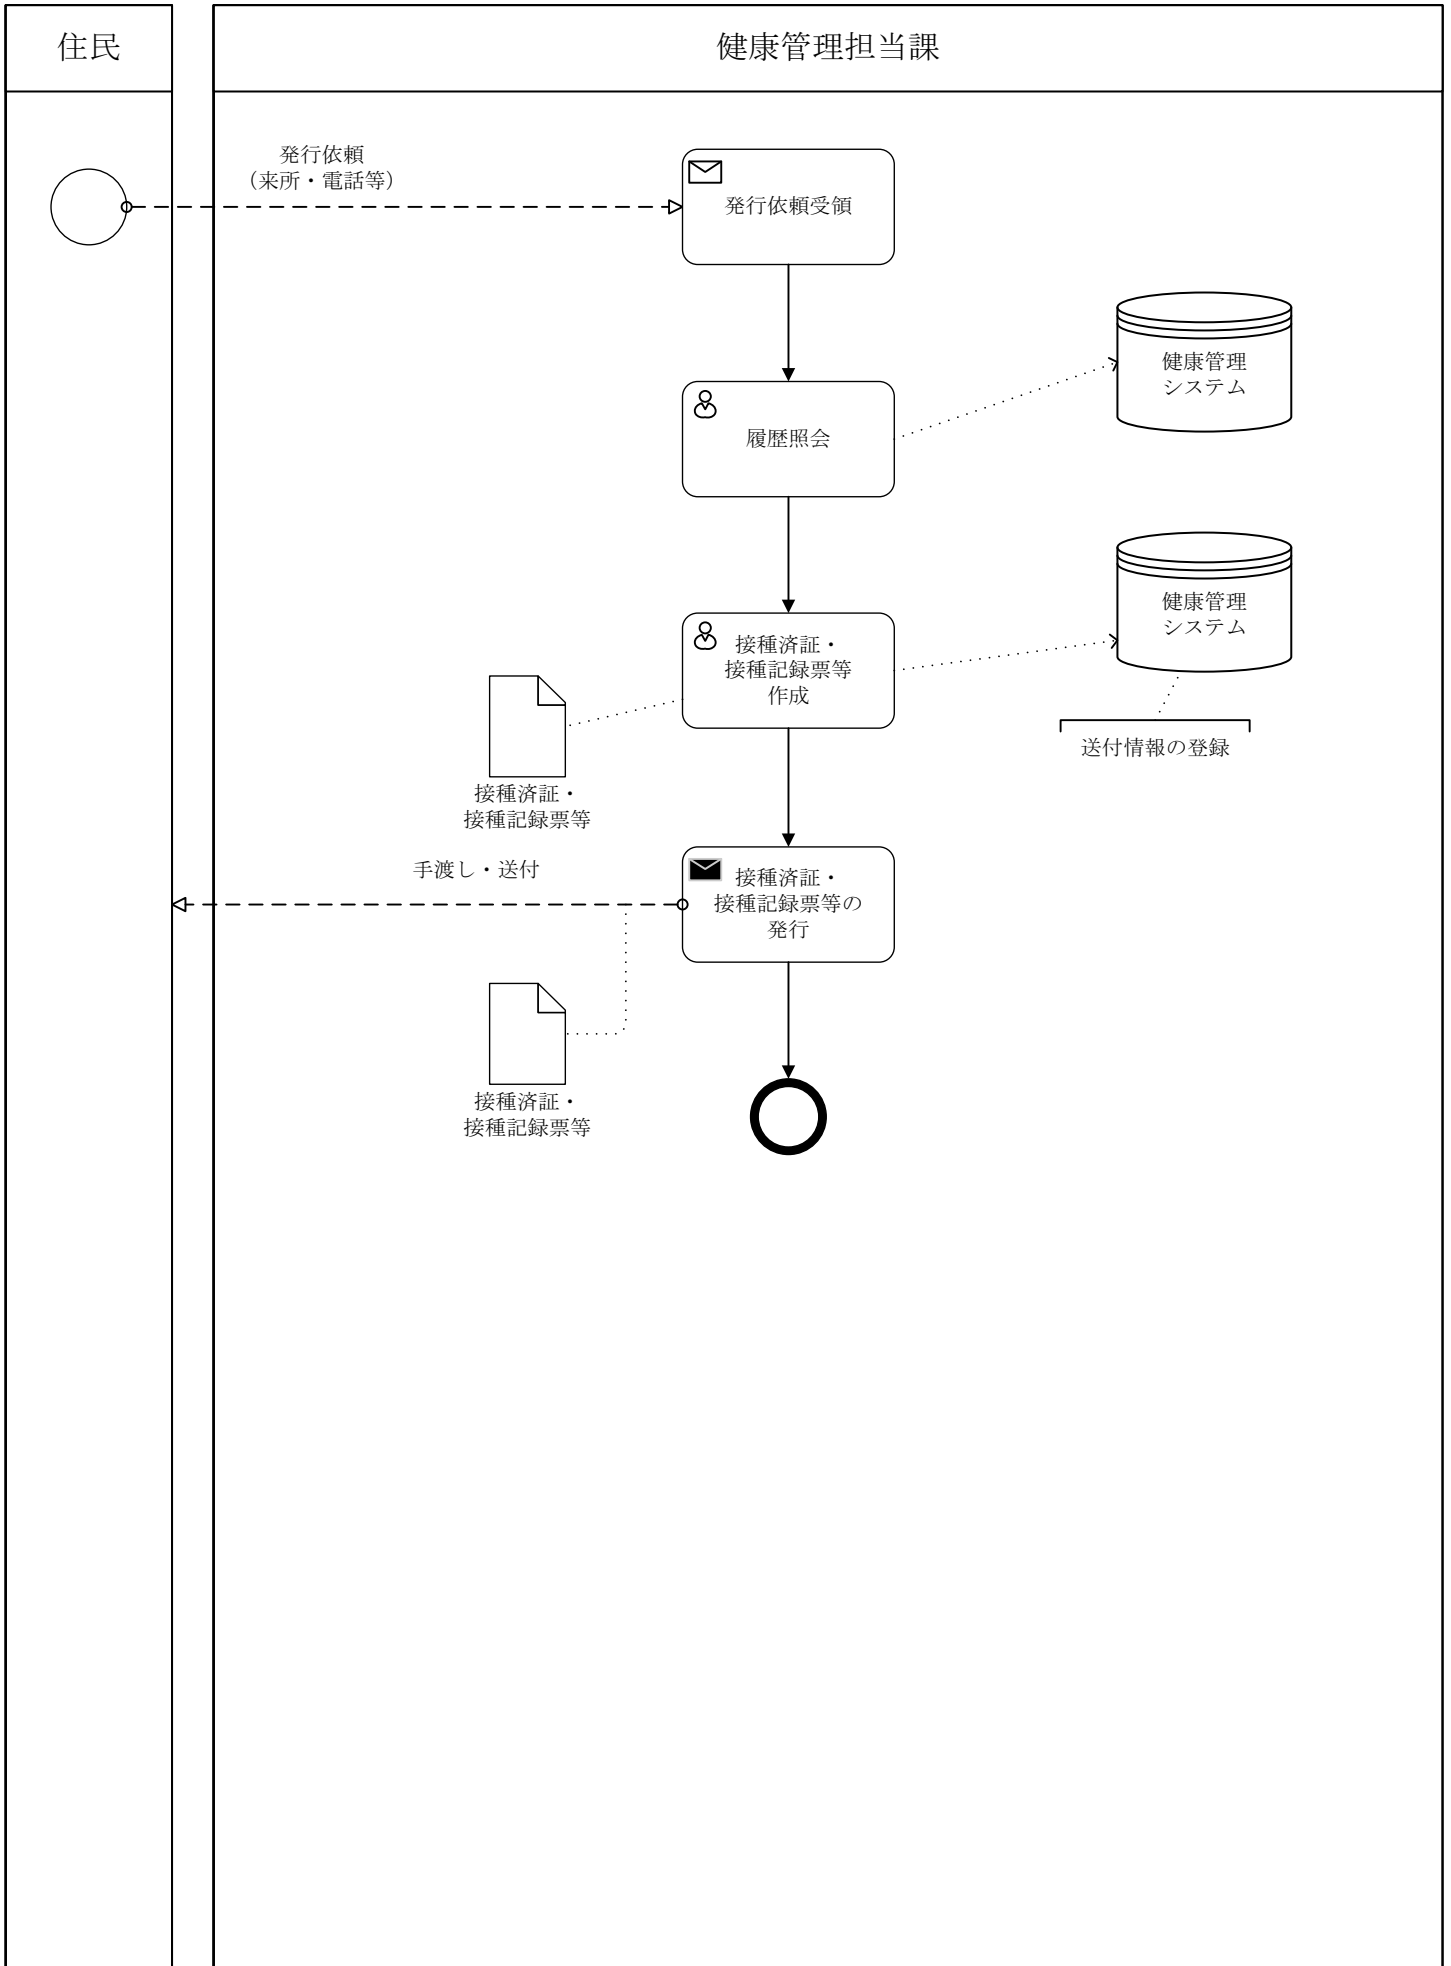 住民
健康管理担当課
発行依頼
（来所・電話等）
発行依頼受領
健康管理
システム
履歴照会
健康管理
システム
接種済証・
接種記録票等
作成
送付情報の登録
接種済証・
接種記録票等
手渡し・送付
接種済証・
接種記録票等の
発行
接種済証・
接種記録票等